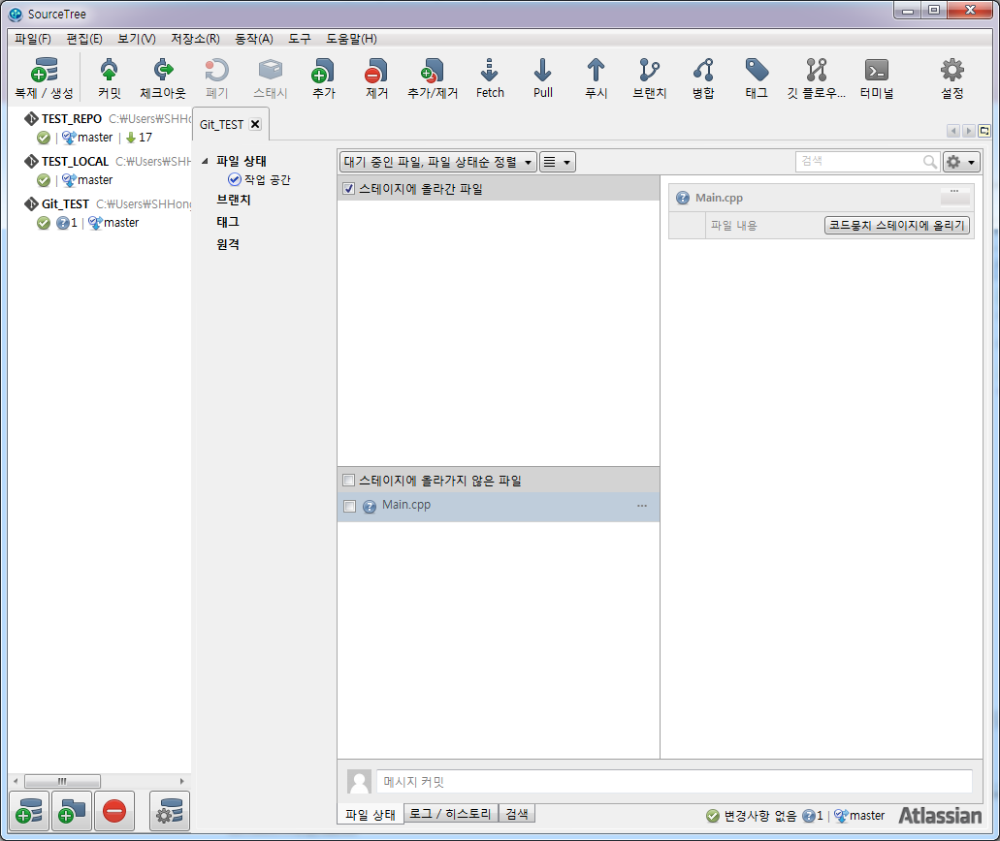 SourceTree
파일(F) 편집(E) 보기(V) 저장소(R) 동작(A) 도구 도움말(H)
복제 / 생성 커밋 체크아웃 폐기 스태시 추가 제거 추가/제거 Fetch Pull 푸시 브랜치 병합 태그 깃 플로우... 터미널 설정
TEST_REPO C:₩Users₩SHHo
master 17
TEST_LOCAL C:₩Users₩SHH
master
Git_TEST C:₩Users₩SHHong
1 master
Git_TEST
파일 상태
작업 공간
브랜치
태그
원격
대기 중인 파일, 파일 상태순 정렬
검색
스테이지에 올라간 파일
Main.cpp
파일 내용 코드뭉치 스테이지에 올리기
스테이지에 올라가지 않은 파일
Main.cpp
메시지 커밋
파일 상태 로그 / 히스토리 검색
변경사항 없음 1 master Atlassian